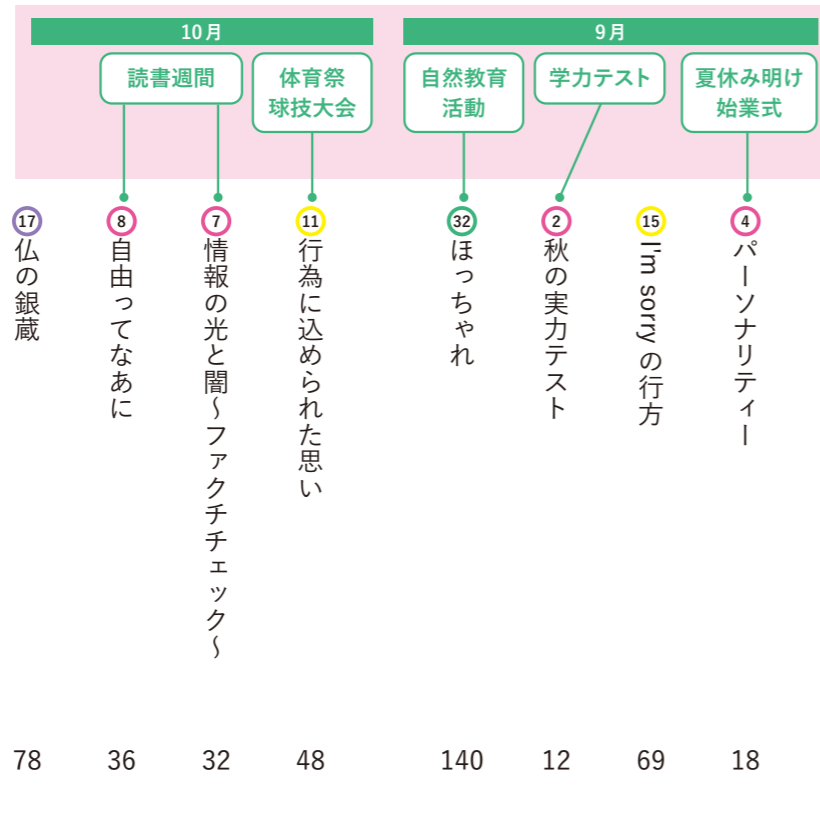 9月
夏休み明け
始業式
学力テスト
自然教育
活動
4
パーソナリティー
18
15
I'm sorry の行方
69
2
秋の実力テスト
12
32
ほっちゃれ
140
10月
体育祭
球技大会
読書週間
11
行為に込められた思い
48
7
情報の光と闇～ファクチチェック～
32
8
自由ってなあに
36
17
仏の銀蔵
78